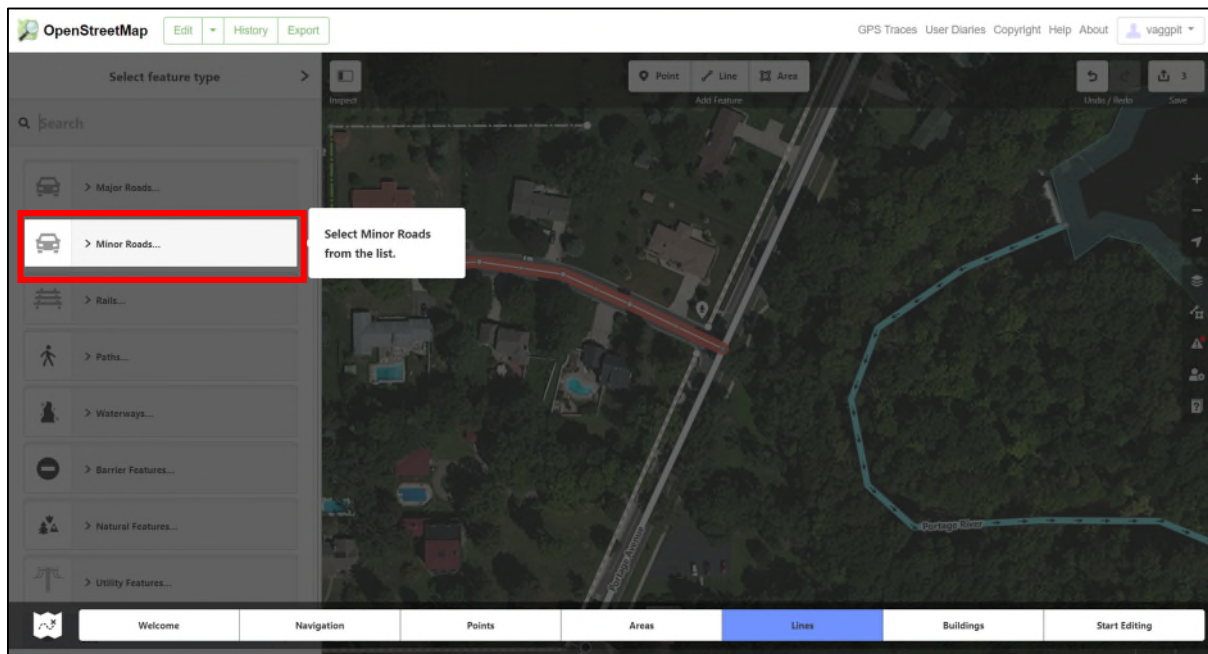 OpenStreetMap
Edit
History
Export
GPS Traces
User Diaries
Copyright
Help
About
vaggpit
Select feature type
Inspect
Point
Line
Area
Add Feature
3
Undo / Redo
Save
Search
> Major Roads...
> Minor Roads...
Select Minor Roads
from the list.
> Rails...
> Paths...
> Waterways...
> Barrier Features...
> Natural Features...
> Utility Features...
Portage River
Portage Avenue
Welcome
Navigation
Points
Areas
Lines
Buildings
Start Editing